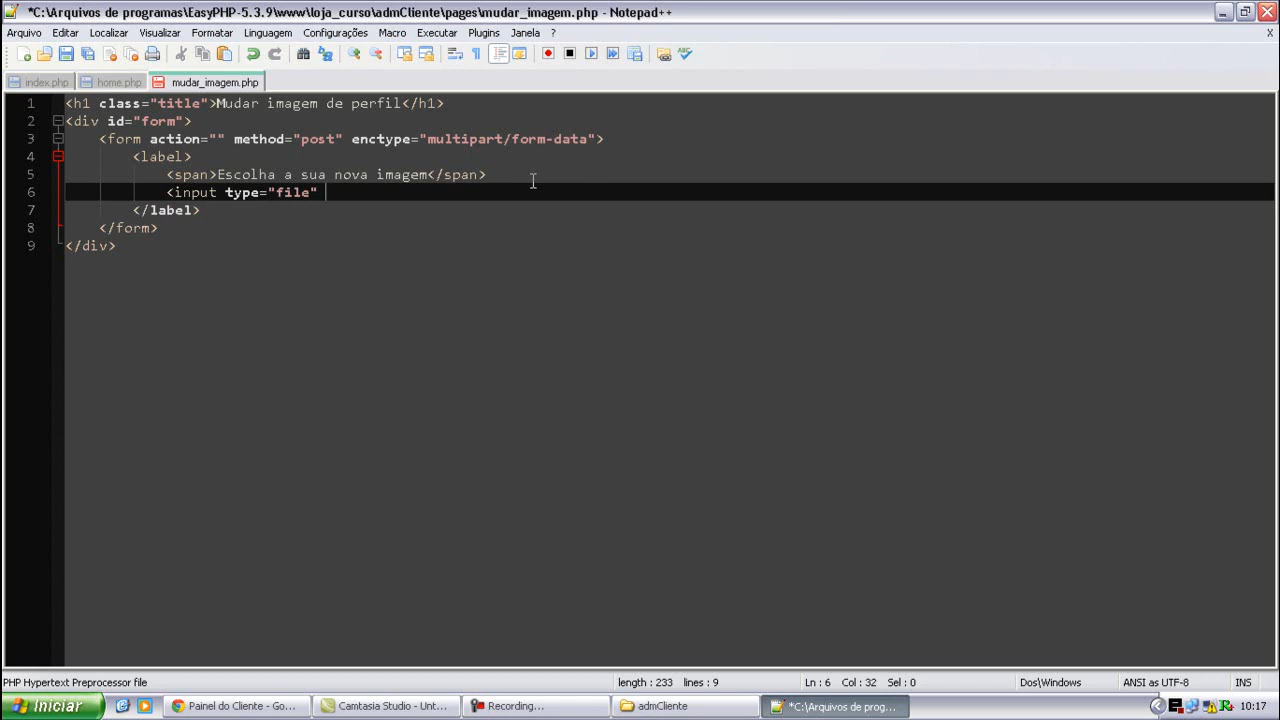 *C:\Arquivos de programas\EasyPHP-5.3.9\www\loja_curso\admCliente\pages\mudar_imagem.php - Notepad++
Arquivo Editar Localizar Visualizar Formatar Linguagem Configurações Macro Executar Plugins Janela ? X
index.php home.php mudar_imagem.php
1 <h1 class="title">Mudar imagem de perfil</h1>
2 <div id="form">
3 <form action="" method="post" enctype="multipart/form-data">
4 <label>
5 <span>Escolha a sua nova imagem</span>
6 <input type="file"
7 </label>
8 </form>
9 </div>
PHP Hypertext Preprocessor file length : 233 lines : 9 Ln : 6 Col : 32 Sel : 0 Dos\Windows ANSI as UTF-8 INS
Iniciar Painel do Cliente - Go... Camtasia Studio - Unt... Recording... admCliente *C:\Arquivos de prog... 10:17